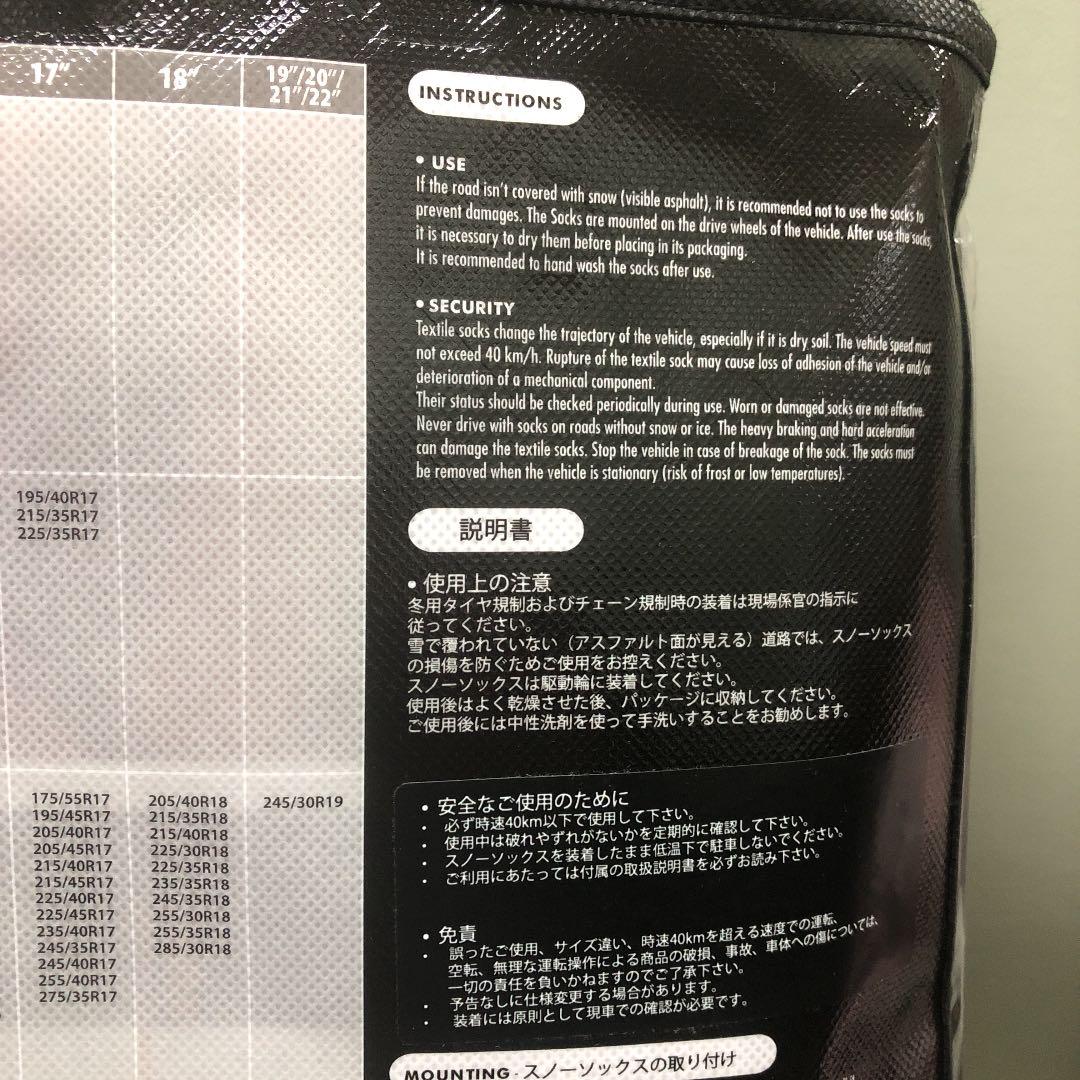 17"
18"
19"/20"/
21"/22"
195/40R17
215/35R17
225/35R17
175/55R17
195/45R17
205/40R17
205/45R17
215/40R17
215/45R17
225/40R17
225/45R17
235/40R17
245/35R17
245/40R17
255/40R17
275/35R17
205/40R18
215/35R18
215/40R18
225/30R18
225/35R18
235/35R18
245/35R18
255/30R18
255/35R18
285/30R18
245/30R19
INSTRUCTIONS
• USE
If the road isn't covered with snow (visible asphalt), it is recommended not to use the socks to
prevent damages. The Socks are mounted on the drive wheels of the vehicle. After use the socks,
it is necessary to dry them before placing in its packaging.
It is recommended to hand wash the socks after use.
• SECURITY
Textile socks change the trajectory of the vehicle, especially if it is dry soil. The vehicle speed must
not exceed 40 km/h. Rupture of the textile sock may cause loss of adhesion of the vehicle and/or
deterioration of a mechanical component.
Their status should be checked periodically during use. Worn or damaged socks are not effective.
Never drive with socks on roads without snow or ice. The heavy braking and hard acceleration
can damage the textile socks. Stop the vehicle in case of breakage of the sock. The socks must
be removed when the vehicle is stationary (risk of frost or low temperatures).
説明書
• 使用上の注意
冬用タイヤ規制およびチェーン規制時の装着は現場係官の指示に
従ってください。
雪で覆われていない（アスファルト面が見える）道路では、スノーソックス
の損傷を防ぐためご使用をお控えください。
スノーソックスは駆動輪に装着してください。
使用後はよく乾燥させた後、パッケージに収納してください。
ご使用後には中性洗剤を使って手洗いすることをお勧めします。
• 安全なご使用のために
• 必ず時速40km以下で使用して下さい。
• 使用中は破れやずれがないかを定期的に確認して下さい。
• スノーソックスを装着したまま低温下で駐車しないでください。
• ご利用にあたっては付属の取扱説明書を必ずお読み下さい。
• 免責
• 誤ったご使用、サイズ違い、時速40kmを超える速度での運転、
空転、無理な運転操作による商品の破損、事故、車体への傷については、
一切の責任を負いかねますのでご了承下さい。
• 予告なしに仕様変更する場合があります。
• 装着には原則として現車での確認が必要です。
MOUNTING - スノーソックスの取り付け